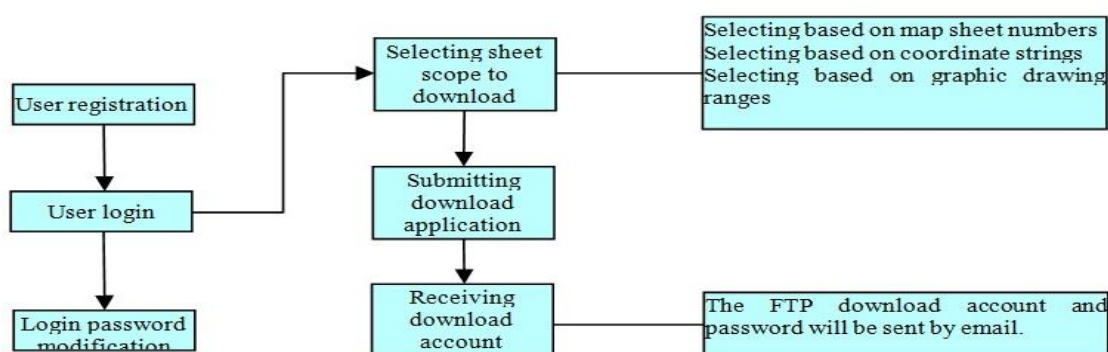 User registration
User login
Login password
modification
Selecting sheet
scope to
download
Submitting
download
application
Receiving
download
account
Selecting based on map sheet numbers
Selecting based on coordinate strings
Selecting based on graphic drawing
ranges
The FTP download account and
password will be sent by email.